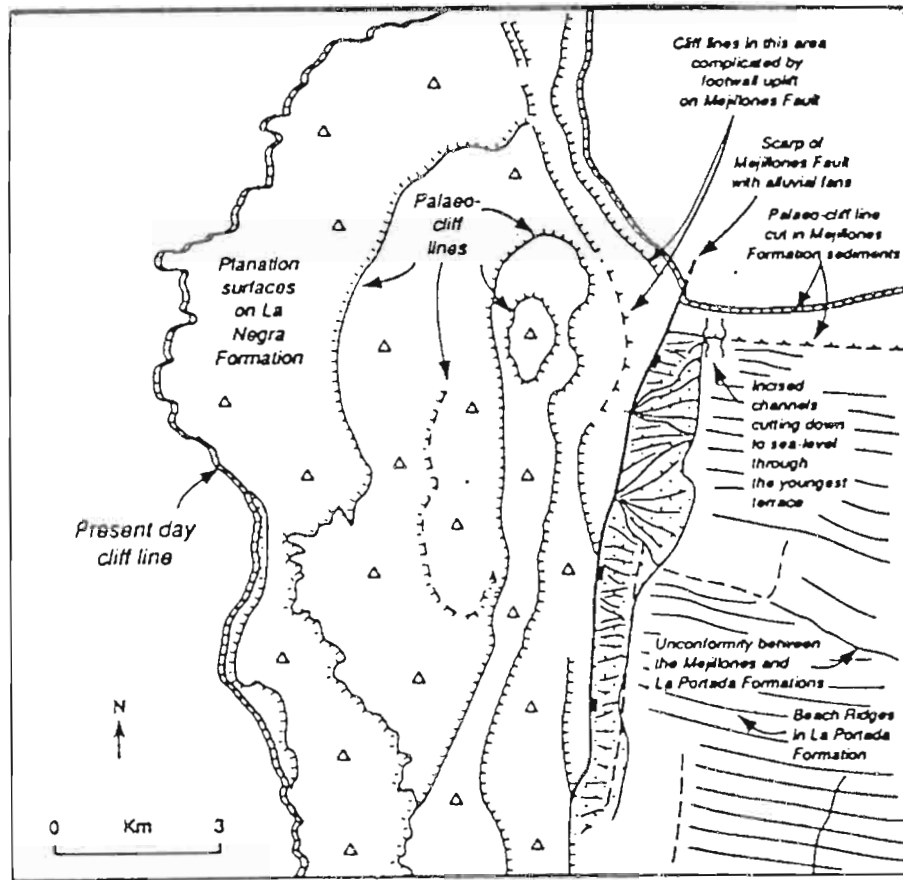 Cliff lines in this area
complicated by
footwall uplift
on Mejillones Fault
Scarp of
Mejillones Fault
with alluvial fans
Palaeo-cliff line
cut in Mejillones
Formation sediments
Palaeo-
cliff
lines
Planation
surfaces
on La
Negra
Formation
Incised
channels
cutting down
to sea-level
through
the youngest
terrace
Present day
cliff line
Unconformity between
the Mejillones and
La Portada Formations
Beach Ridges
in La Portada
Formation
N
0 Km 3